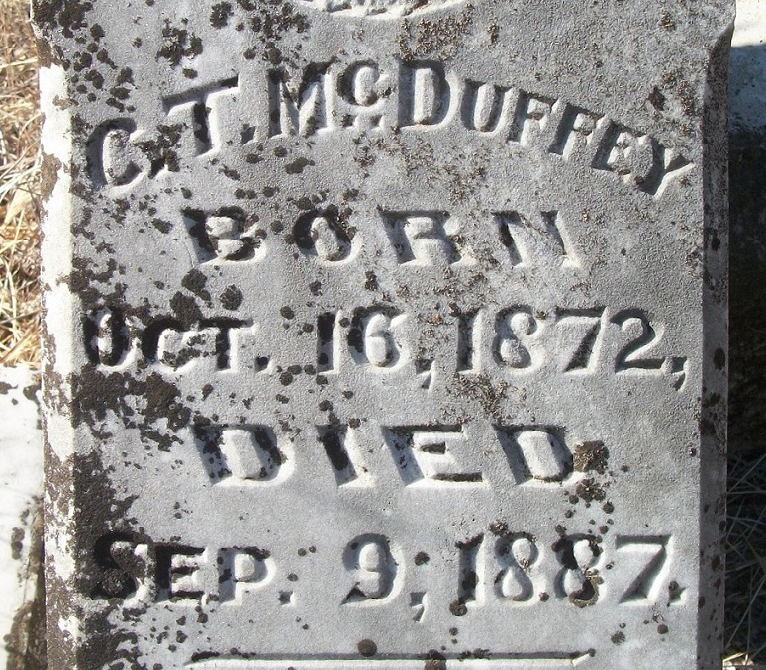 C. T. McDUFFEY
BORN
OCT. 16, 1872,
DIED
SEP. 9, 1887.